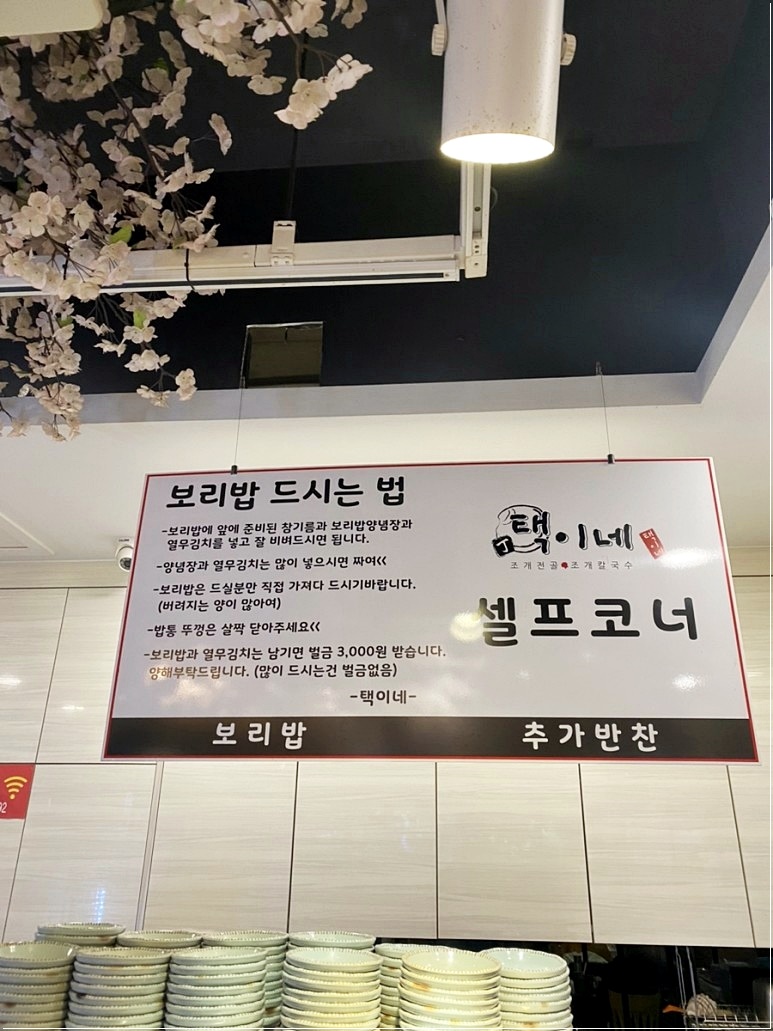 보리밥 드시는 법
-보리밥에 앞에 준비된 참기름과 보리밥양념장과
열무김치를 넣고 잘 비벼드시면 됩니다.
-양념장과 열무김치는 많이 넣으시면 짜여<<
-보리밥은 드실분만 직접 가져다 드시기바랍니다.
(버려지는 양이 많아여)
-밥통 뚜껑은 살짝 닫아주세요<<
-보리밥과 열무김치는 남기면 벌금 3,000원 받습니다.
양해부탁드립니다. (많이 드시는건 벌금없음)
-택이네-
택이네
택이네
조개전골 조개칼국수
셀프코너
보리밥
추가반찬
92